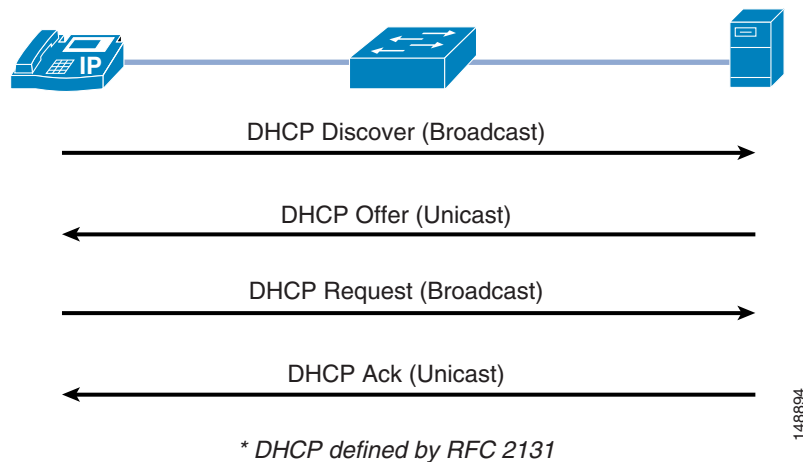 IP
DHCP Discover (Broadcast)
DHCP Offer (Unicast)
DHCP Request (Broadcast)
DHCP Ack (Unicast)
* DHCP defined by RFC 2131
148894